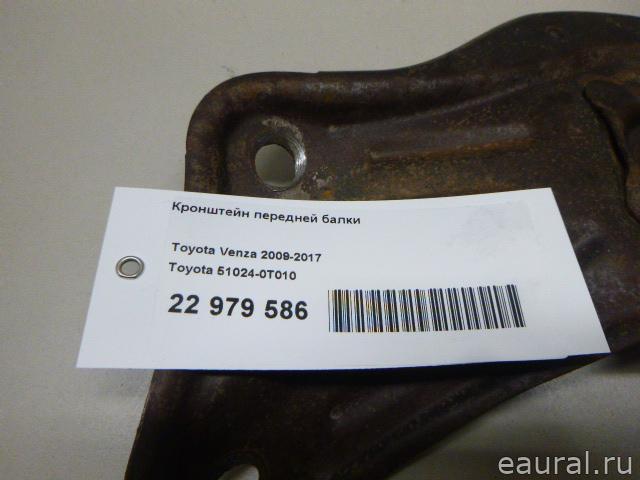 Кронштейн передней балки
Toyota Venza 2009-2017
Toyota 51024-0T010
22 979 586
eaural.ru